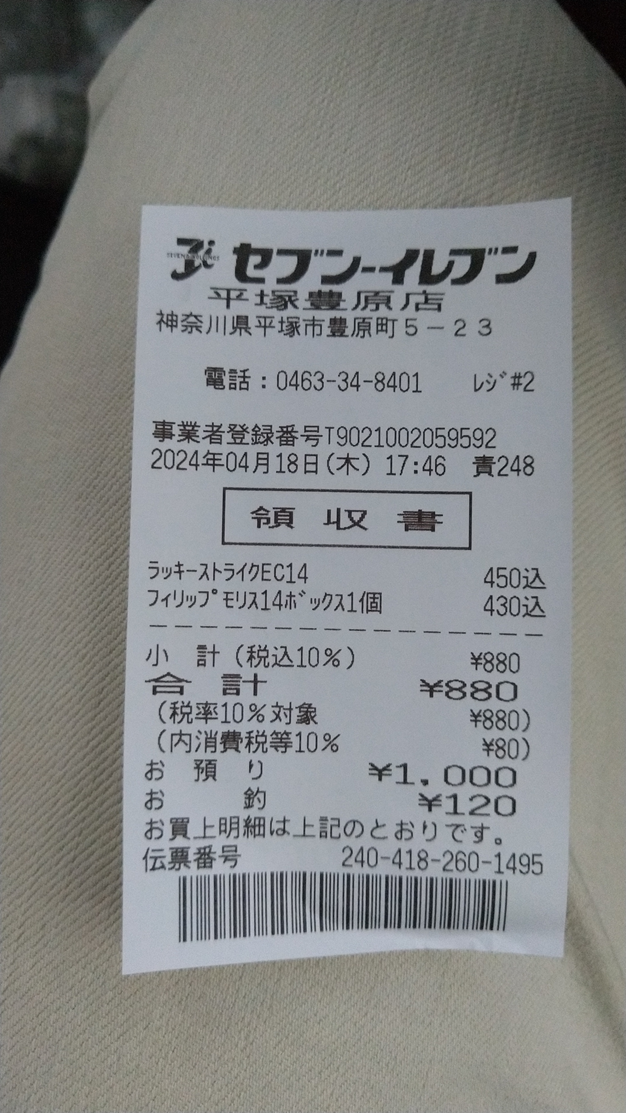 セブン-イレブン
平塚豊原店
神奈川県平塚市豊原町5-23
電話：0463-34-8401 ﾚｼﾞ#2
事業者登録番号T9021002059592
2024年04月18日(木) 17:46 責248
領収書
ﾗｯｷｰｽﾄﾗｲｸEC14 450込
ﾌｨﾘｯﾌﾟﾓﾘｽ14ﾎﾞｯｸｽ1個 430込
小 計(税込10%) ¥880
合 計 ¥880
(税率10%対象 ¥880)
(内消費税等10% ¥80)
お 預 り ¥1,000
お 釣 ¥120
お買上明細は上記のとおりです。
伝票番号 240-418-260-1495